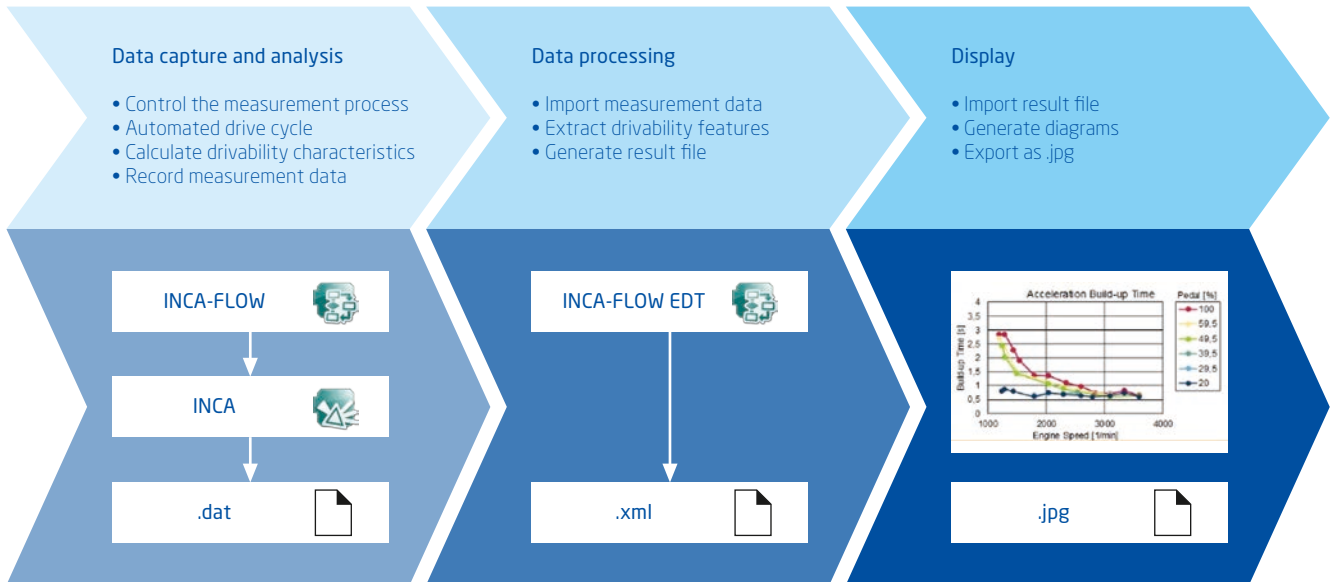 Data capture and analysis
• Control the measurement process
• Automated drive cycle
• Calculate drivability characteristics
• Record measurement data
Data processing
• Import measurement data
• Extract drivability features
• Generate result file
Display
• Import result file
• Generate diagrams
• Export as .jpg
INCA-FLOW
INCA
.dat
INCA-FLOW EDT
.xml
Acceleration Build-up Time
Pedal [%]
100
59,5
49,5
39,5
29,5
20
Build-up Time [s]
4
3,5
3
2,5
2
1,5
1
0,5
0
1000 2000 3000 4000
Engine Speed [1/min]
.jpg